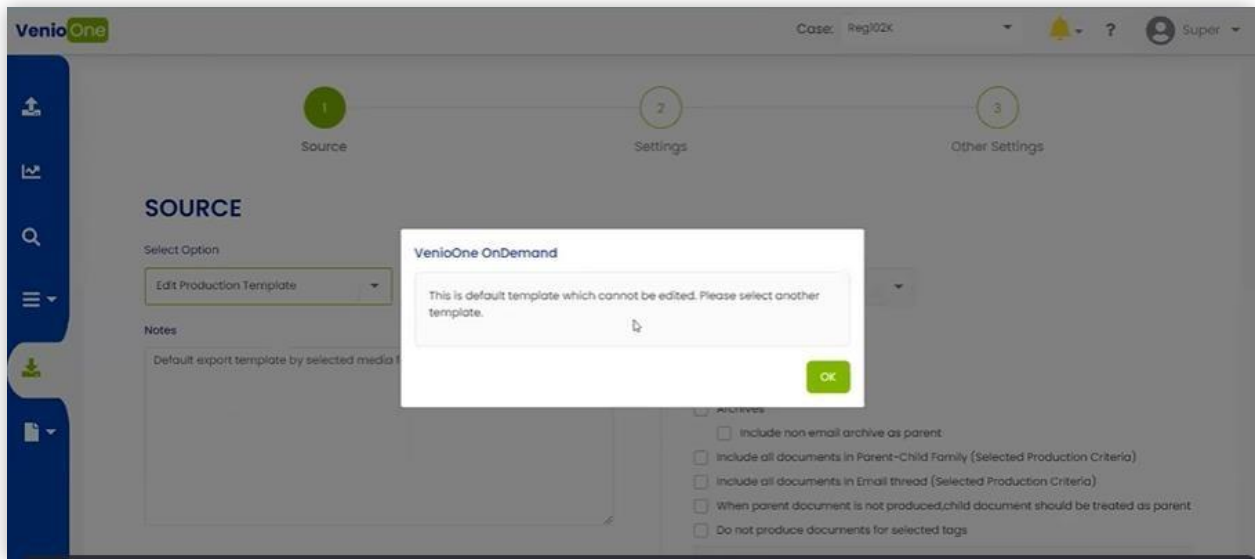 VenioOne
Case: Reg102K
?
Super
1
2
3
Source
Settings
Other Settings
SOURCE
Select Option
Edit Production Template
Notes
Default export template by selected media
VenioOne OnDemand
This is default template which cannot be edited. Please select another
template.
OK
Archives
Include non email archive as parent
Include all documents in Parent-Child Family (Selected Production Criteria)
Include all documents in Email thread (Selected Production Criteria)
When parent document is not produced,child document should be treated as parent
Do not produce documents for selected tags